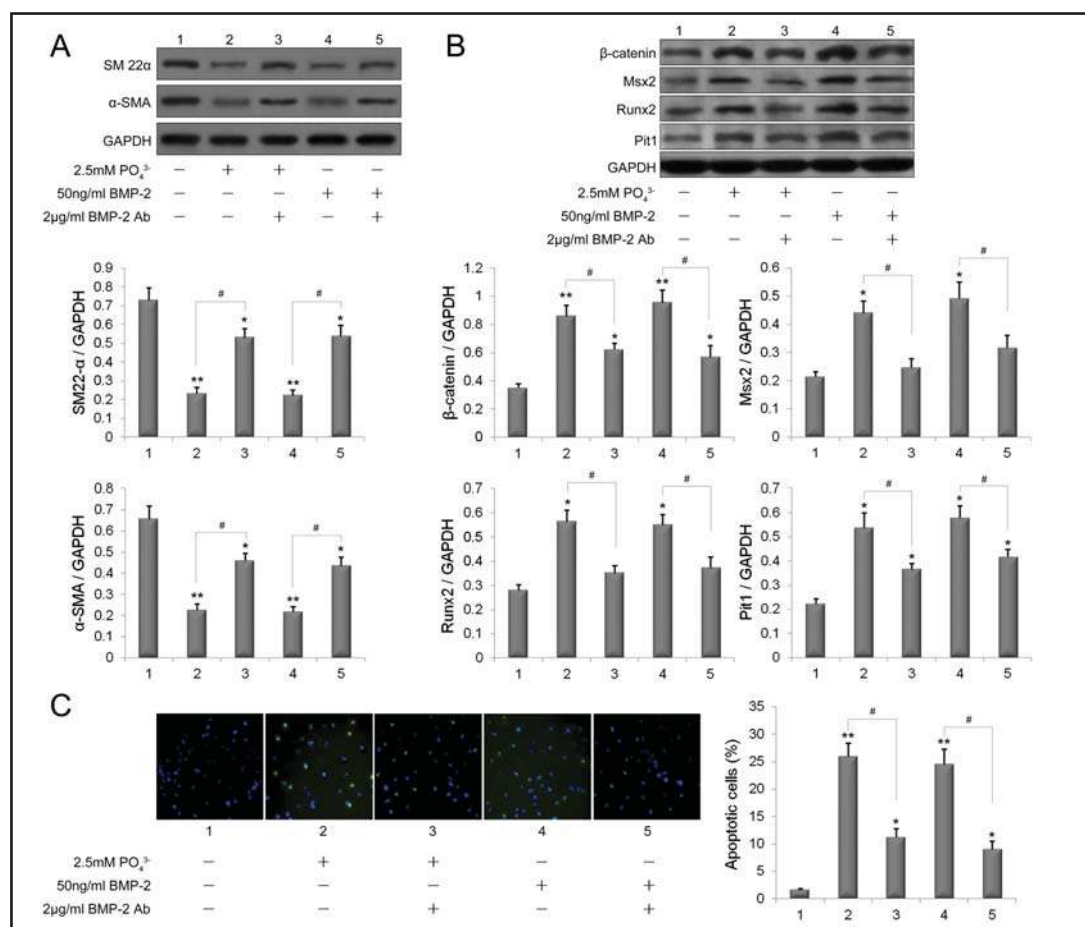 A
1 2 3 4 5
SM 22α
α-SMA
GAPDH
2.5mM PO₄³⁻ − + + − −
50ng/ml BMP-2 − − − + +
2μg/ml BMP-2 Ab − − + − +
B
1 2 3 4 5
β-catenin
Msx2
Runx2
Pit1
GAPDH
2.5mM PO₄³⁻ − + + − −
50ng/ml BMP-2 − − − + +
2μg/ml BMP-2 Ab − − + − +
SM22-α / GAPDH
0.9
0.8
0.7
0.6
0.5
0.4
0.3
0.2
0.1
0
** * ** *
# #
1 2 3 4 5
β-catenin / GAPDH
1.2
1
0.8
0.6
0.4
0.2
0
** * ** *
# #
1 2 3 4 5
Msx2 / GAPDH
0.6
0.5
0.4
0.3
0.2
0.1
0
* *
# #
1 2 3 4 5
α-SMA / GAPDH
0.8
0.7
0.6
0.5
0.4
0.3
0.2
0.1
0
** * ** *
# #
1 2 3 4 5
Runx2 / GAPDH
0.7
0.6
0.5
0.4
0.3
0.2
0.1
0
* *
# #
1 2 3 4 5
Pit1 / GAPDH
0.7
0.6
0.5
0.4
0.3
0.2
0.1
0
* * * *
# #
1 2 3 4 5
C
1 2 3 4 5
2.5mM PO₄³⁻ − + + − −
50ng/ml BMP-2 − − − + +
2μg/ml BMP-2 Ab − − + − +
Apoptotic cells (%)
35
30
25
20
15
10
5
0
** * ** *
# #
1 2 3 4 5